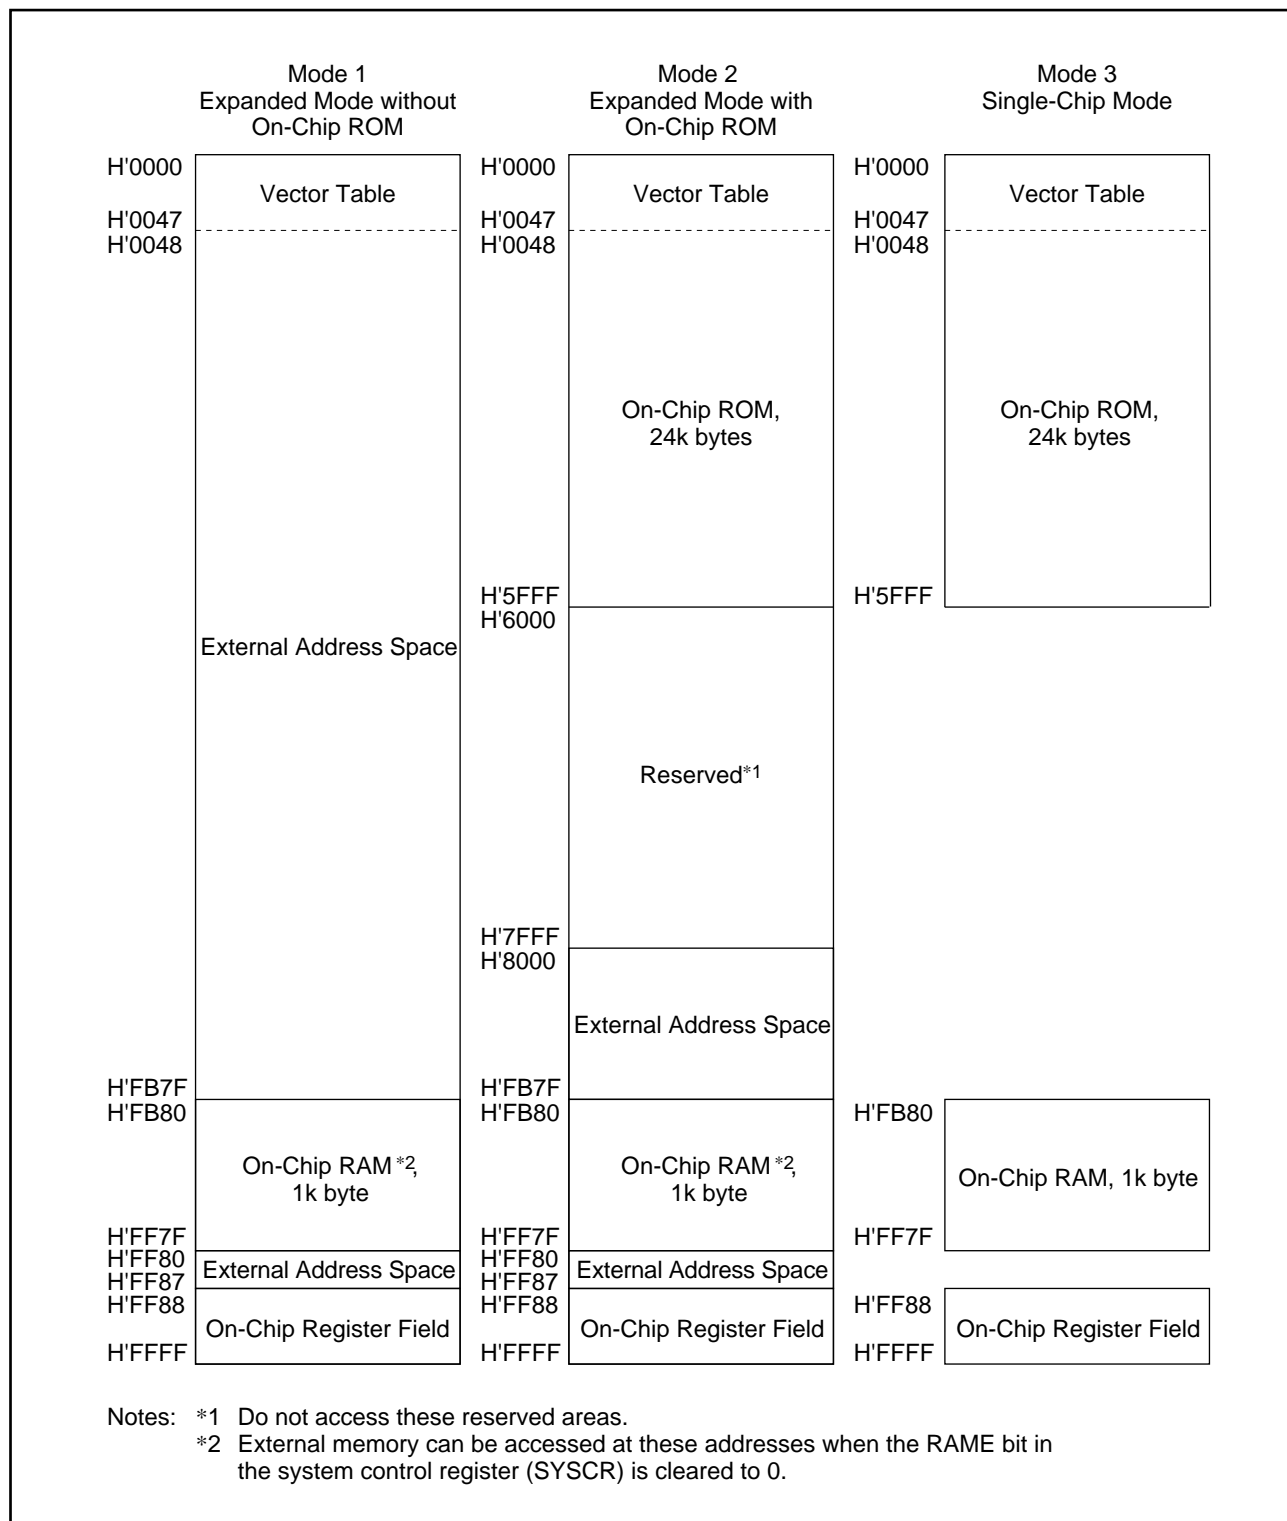 Mode 1
Expanded Mode without
On-Chip ROM
H'0000
Vector Table
H'0047
H'0048
External Address Space
H'FB7F
H'FB80
On-Chip RAM *2,
1k byte
H'FF7F
H'FF80
External Address Space
H'FF87
H'FF88
On-Chip Register Field
H'FFFF
Mode 2
Expanded Mode with
On-Chip ROM
H'0000
Vector Table
H'0047
H'0048
On-Chip ROM,
24k bytes
H'5FFF
H'6000
Reserved*1
H'7FFF
H'8000
External Address Space
H'FB7F
H'FB80
On-Chip RAM *2,
1k byte
H'FF7F
H'FF80
External Address Space
H'FF87
H'FF88
On-Chip Register Field
H'FFFF
Mode 3
Single-Chip Mode
H'0000
Vector Table
H'0047
H'0048
On-Chip ROM,
24k bytes
H'5FFF
H'FB80
On-Chip RAM, 1k byte
H'FF7F
H'FF88
On-Chip Register Field
H'FFFF
Notes: *1 Do not access these reserved areas.
*2 External memory can be accessed at these addresses when the RAME bit in
the system control register (SYSCR) is cleared to 0.